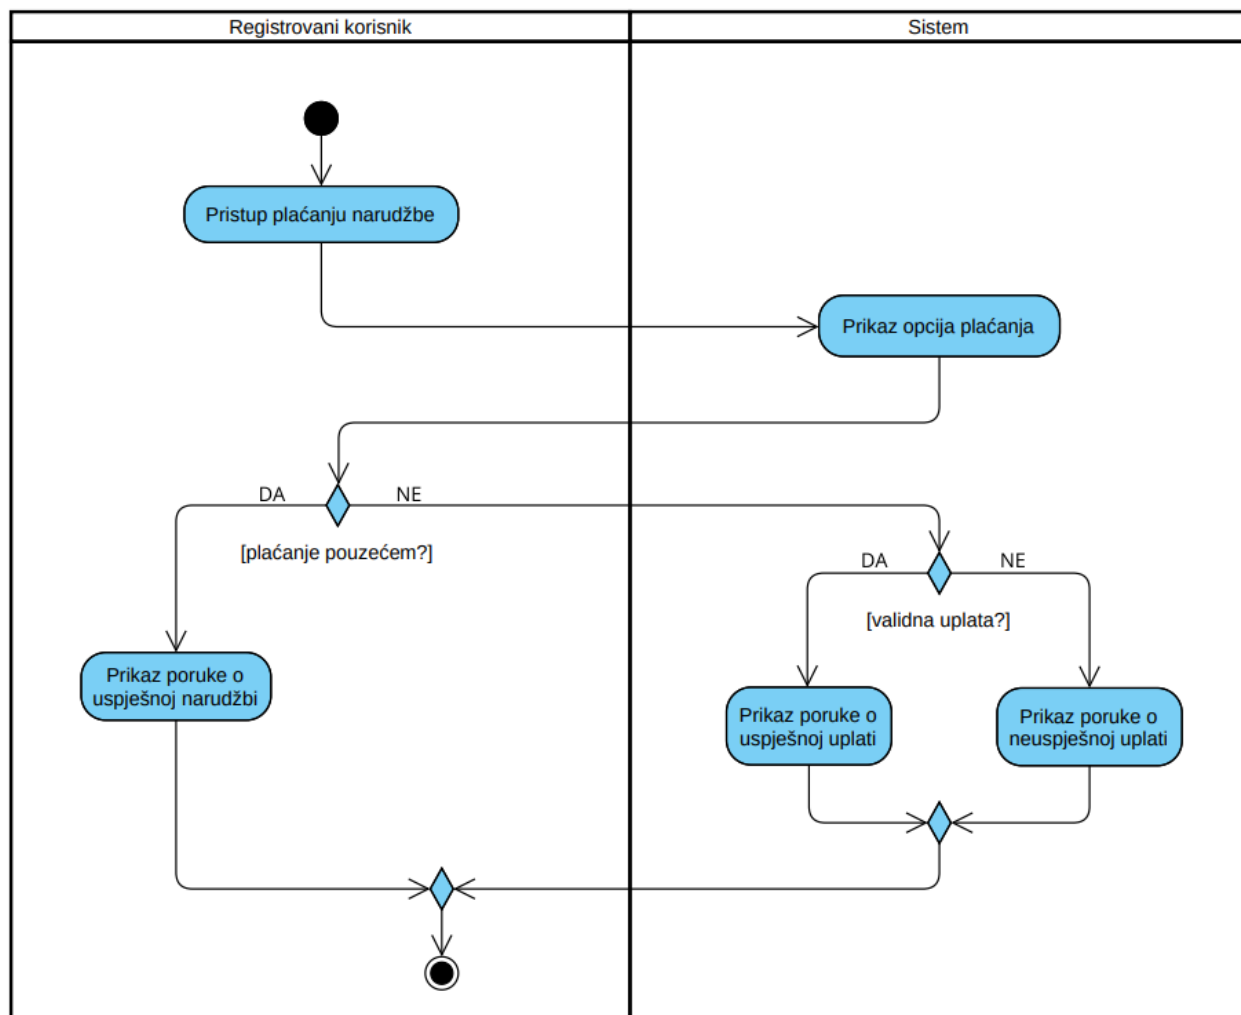 Registrovani korisnik
Sistem
Pristup plaćanju narudžbe
Prikaz opcija plaćanja
DA
NE
[plaćanje pouzećem?]
DA
NE
[validna uplata?]
Prikaz poruke o
uspješnoj narudžbi
Prikaz poruke o
uspješnoj uplati
Prikaz poruke o
neuspješnoj uplati